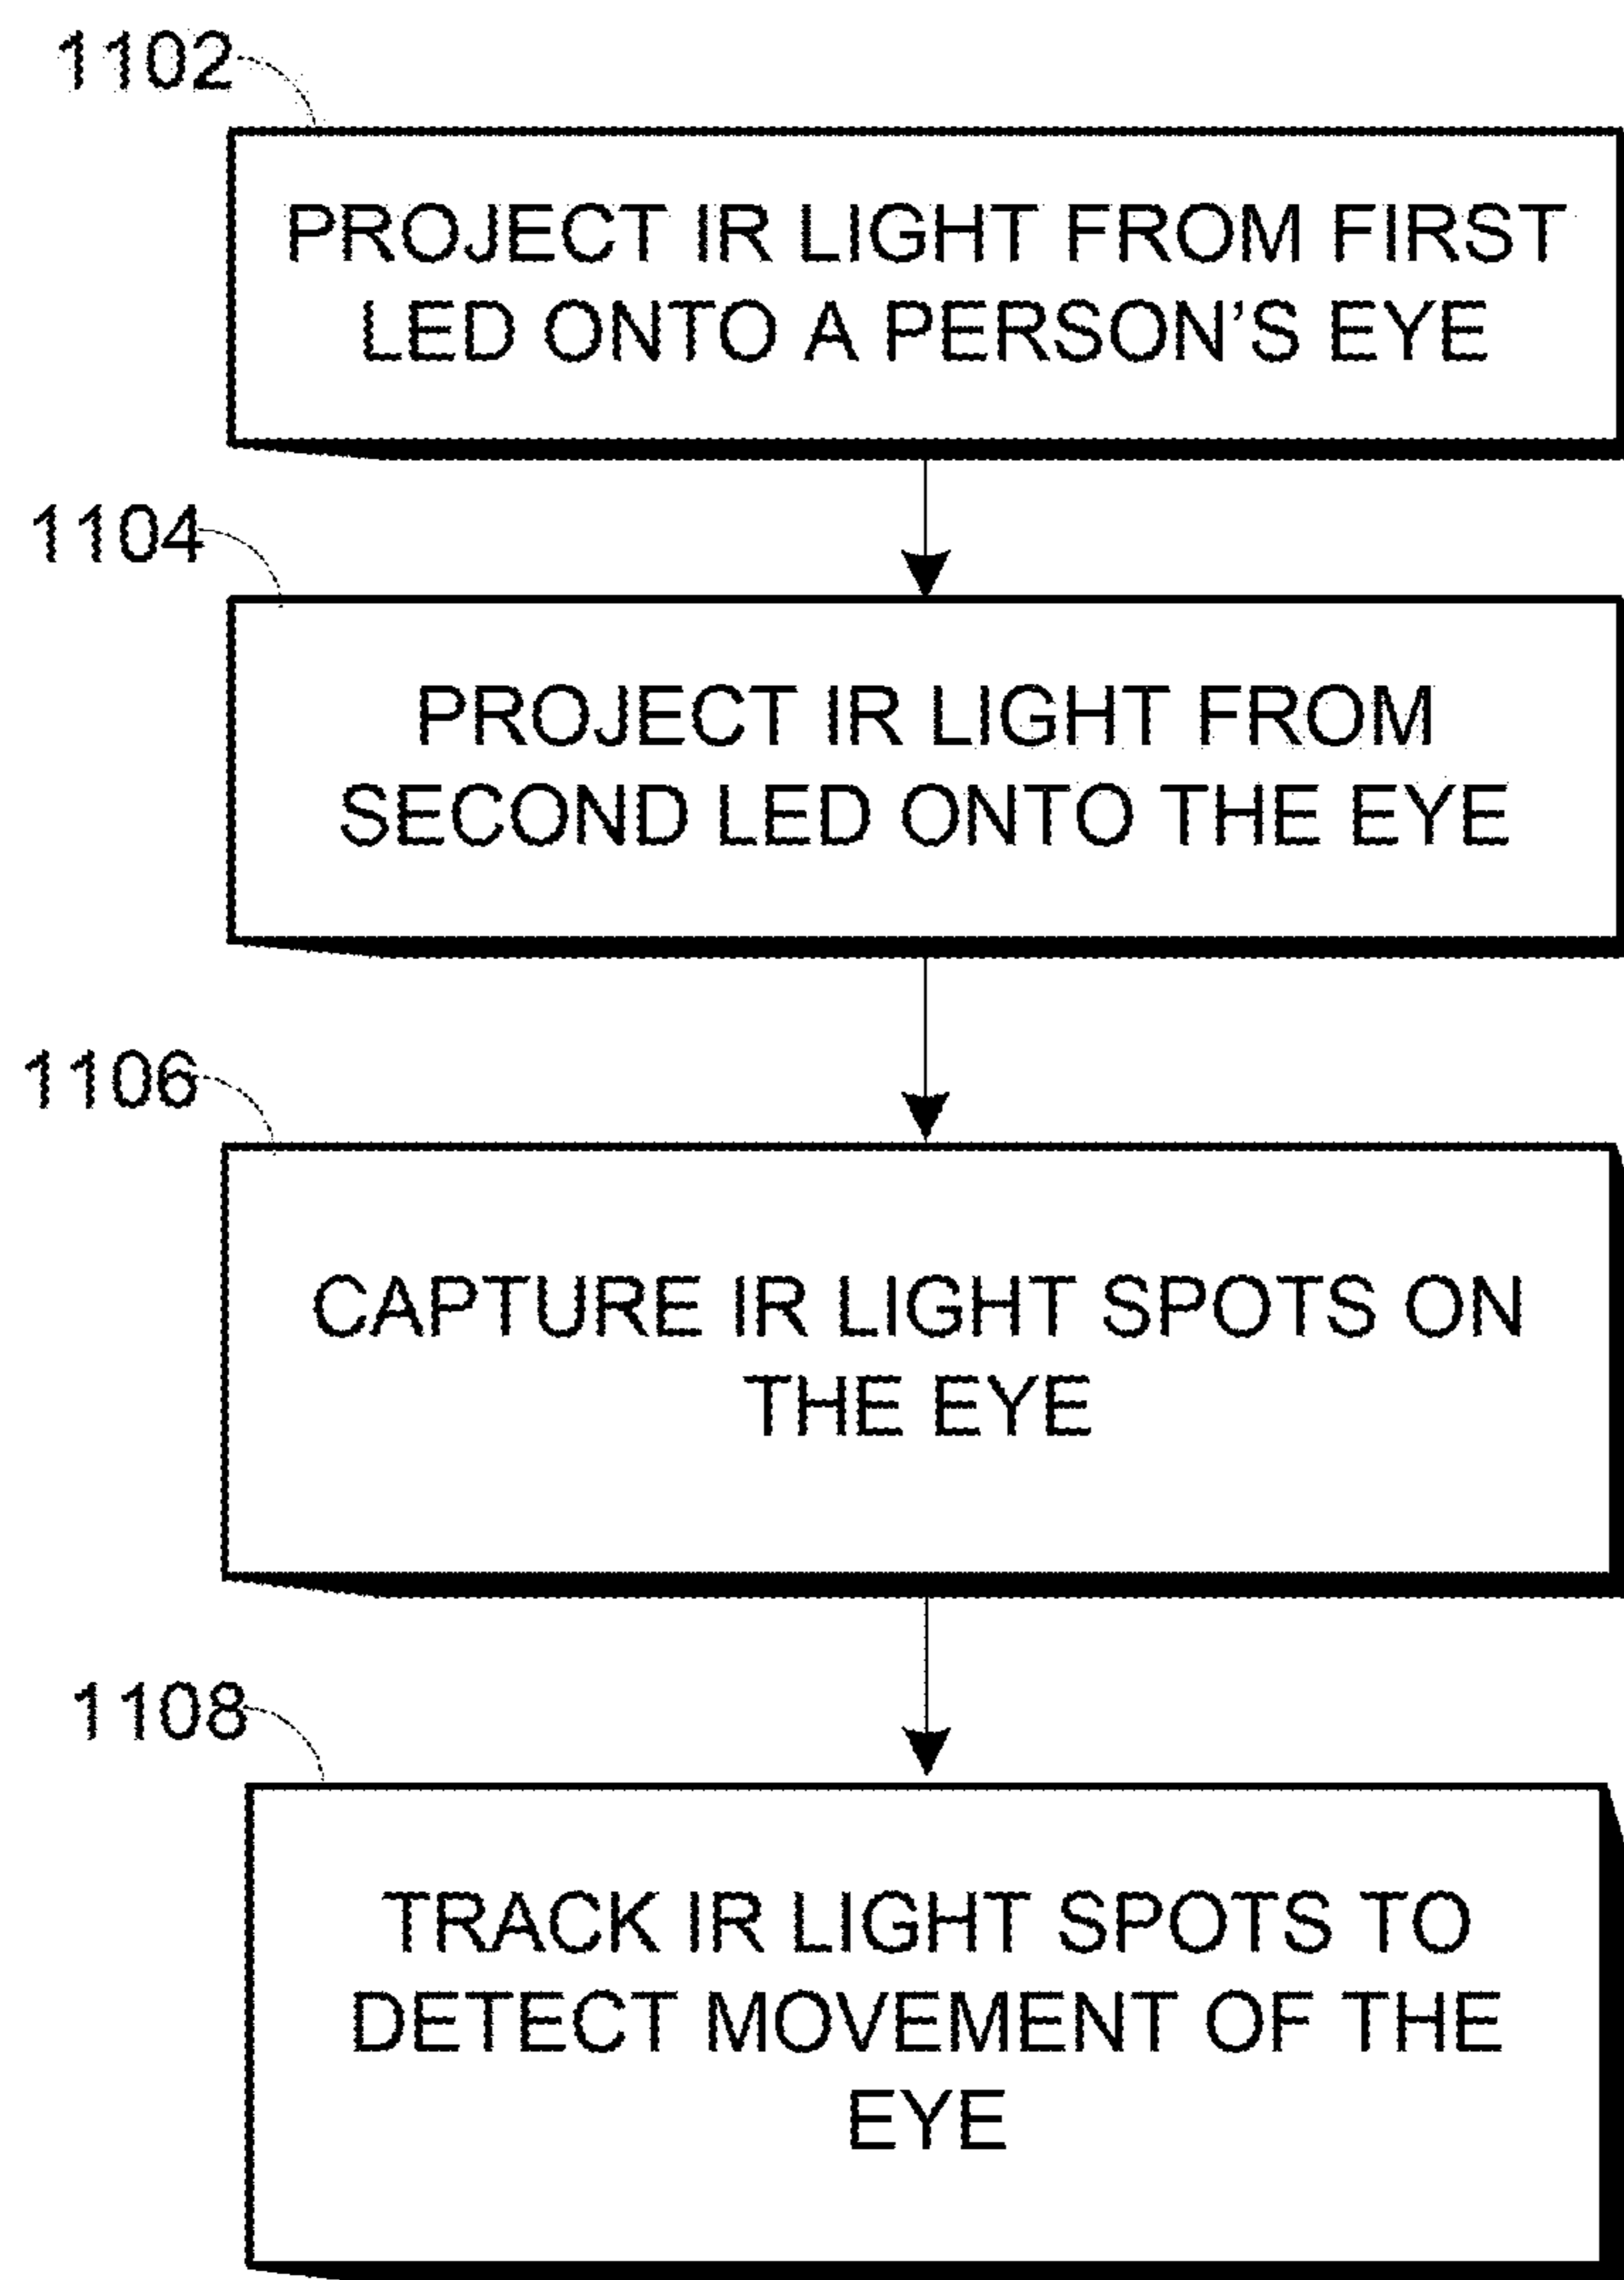 1102
PROJECT IR LIGHT FROM FIRST
LED ONTO A PERSON’S EYE
1104
PROJECT IR LIGHT FROM
SECOND LED ONTO THE EYE
1106
CAPTURE IR LIGHT SPOTS ON
THE EYE
1108
TRACK IR LIGHT SPOTS TO
DETECT MOVEMENT OF THE
EYE